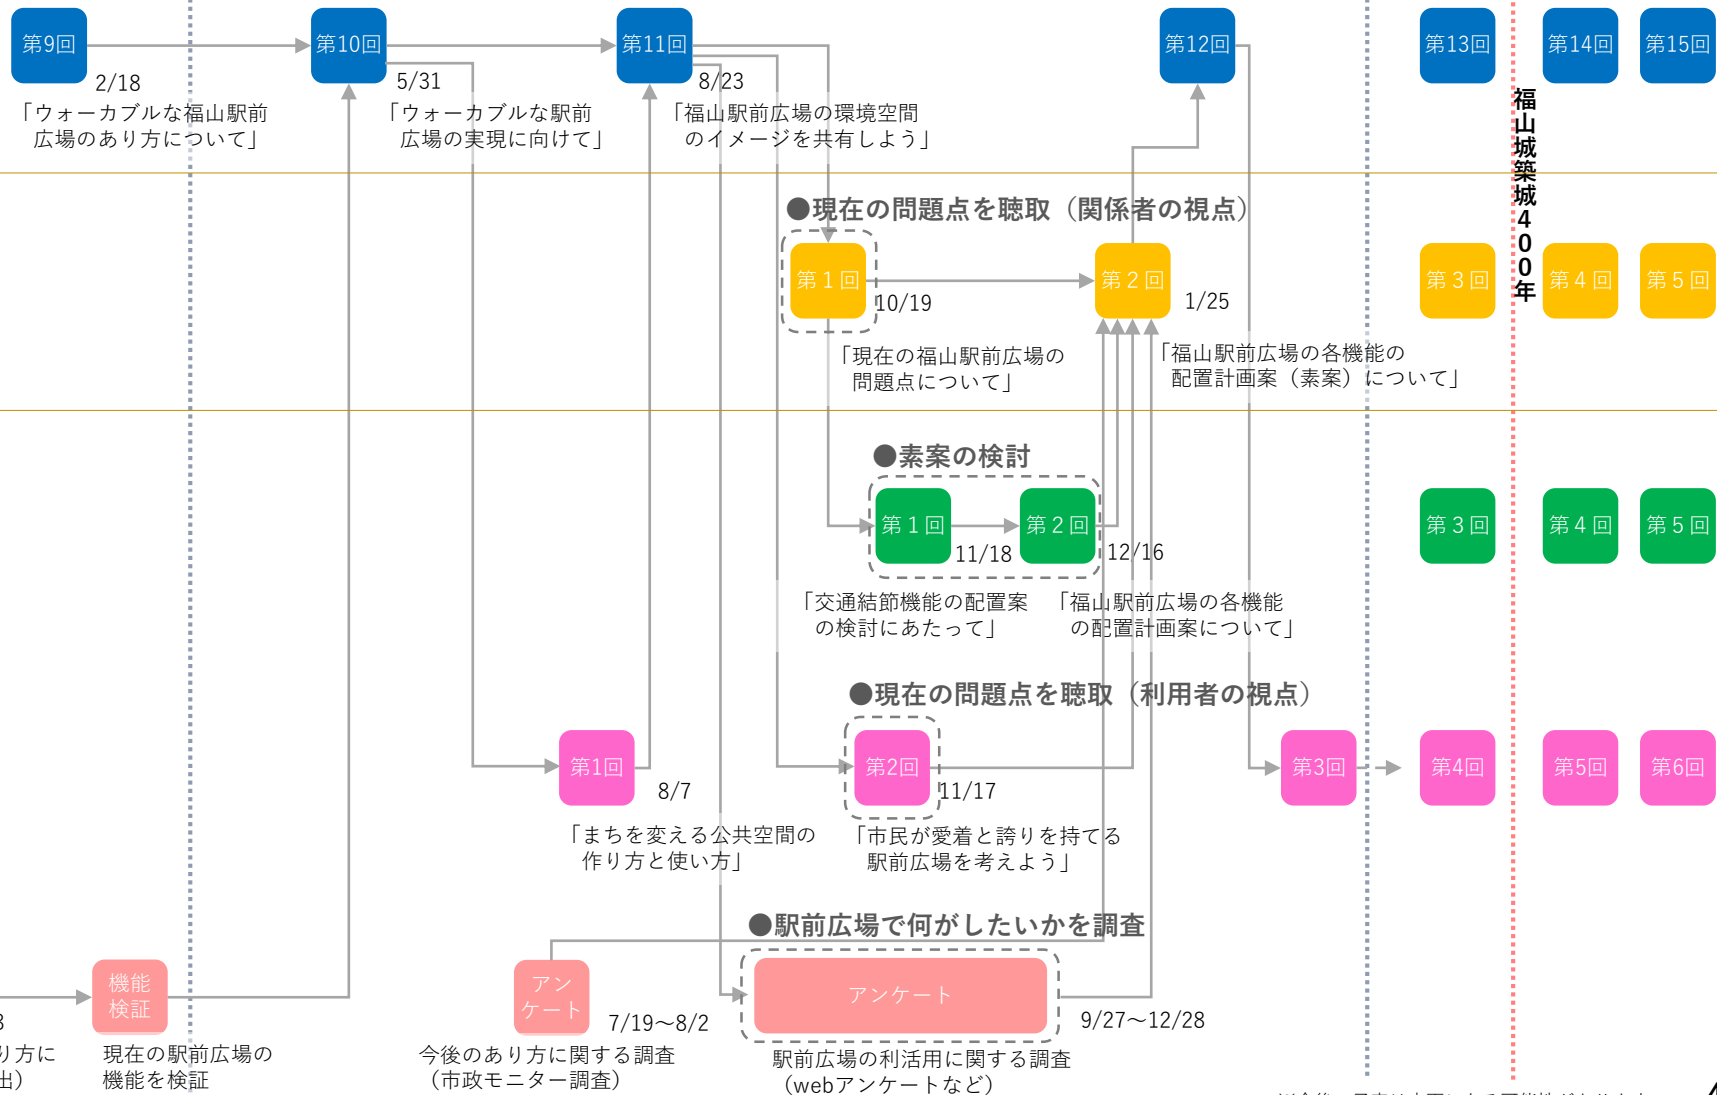 第9回
第10回
第11回
第12回
第13回
第14回
第15回
2/18
5/31
8/23
「ウォーカブルな福山駅前
広場のあり方について」
「ウォーカブルな駅前
広場の実現に向けて」
「福山駅前広場の環境空間
のイメージを共有しよう」
福山城築城400年
●現在の問題点を聴取（関係者の視点）
第１回
第２回
第３回
第４回
第５回
10/19
1/25
「現在の福山駅前広場の
問題点について」
「福山駅前広場の各機能の
配置計画案（素案）について」
●素案の検討
第１回
第２回
第３回
第４回
第５回
11/18
12/16
「交通結節機能の配置案
の検討にあたって」
「福山駅前広場の各機能
の配置計画案について」
●現在の問題点を聴取（利用者の視点）
第1回
第2回
第3回
第4回
第5回
第6回
8/7
11/17
「まちを変える公共空間の
作り方と使い方」
「市民が愛着と誇りを持てる
駅前広場を考えよう」
●駅前広場で何がしたいかを調査
機能
検証
アン
ケート
アンケート
7/19～8/2
9/27～12/28
り方に
出）
現在の駅前広場の
機能を検証
今後のあり方に関する調査
（市政モニター調査）
駅前広場の利活用に関する調査
（webアンケートなど）